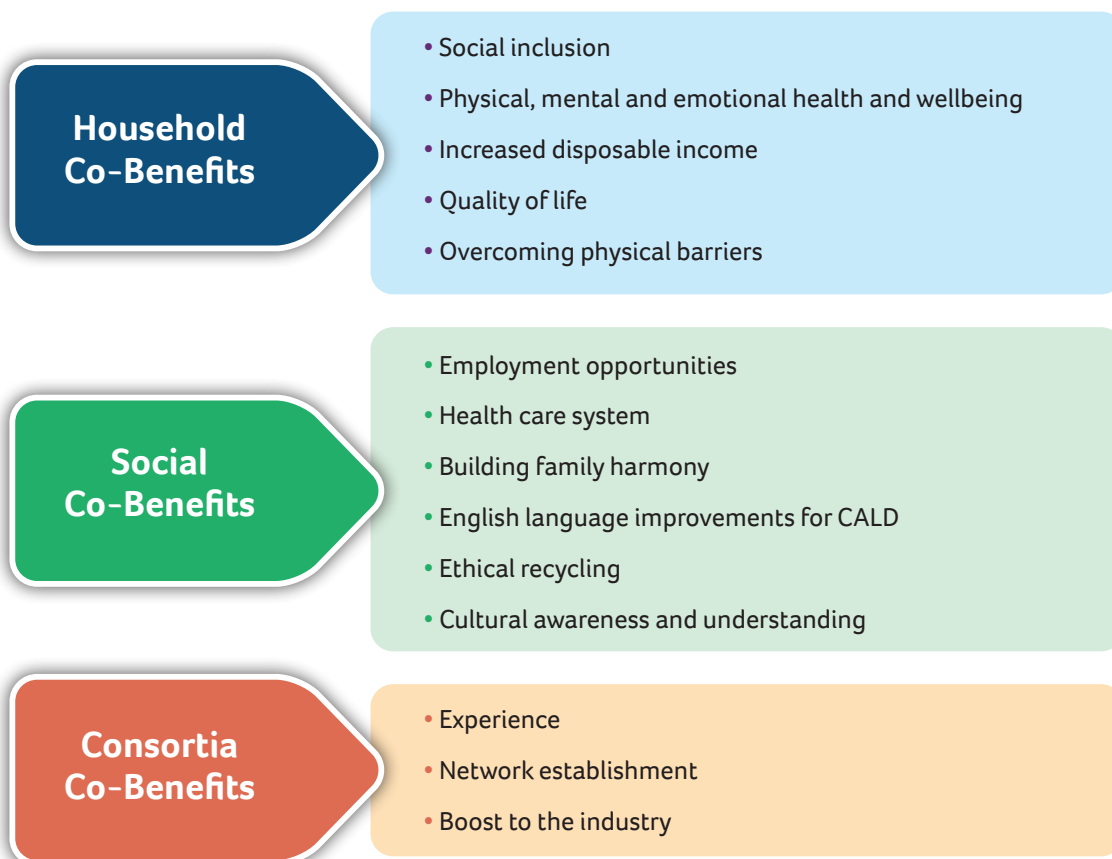 Household
Co-Benefits
• Social inclusion
• Physical, mental and emotional health and wellbeing
• Increased disposable income
• Quality of life
• Overcoming physical barriers
Social
Co-Benefits
• Employment opportunities
• Health care system
• Building family harmony
• English language improvements for CALD
• Ethical recycling
• Cultural awareness and understanding
Consortia
Co-Benefits
• Experience
• Network establishment
• Boost to the industry